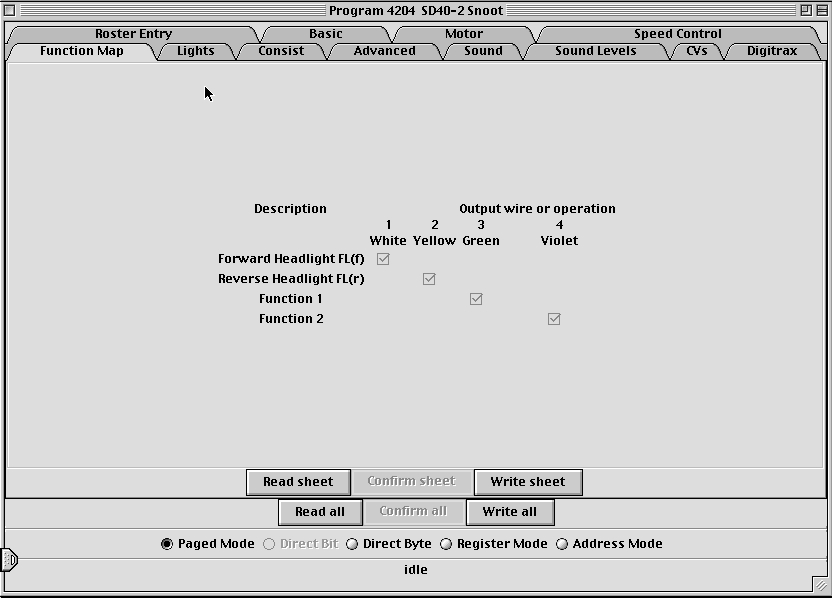 Program 4204 SD40-2 Snoot
Roster Entry Basic Motor Speed Control
Function Map Lights Consist Advanced Sound Sound Levels CVs Digitrax
Description Output wire or operation
1 2 3 4
White Yellow Green Violet
Forward Headlight FL(f)
Reverse Headlight FL(r)
Function 1
Function 2
Read sheet Confirm sheet Write sheet
Read all Confirm all Write all
Paged Mode Direct Bit Direct Byte Register Mode Address Mode
idle